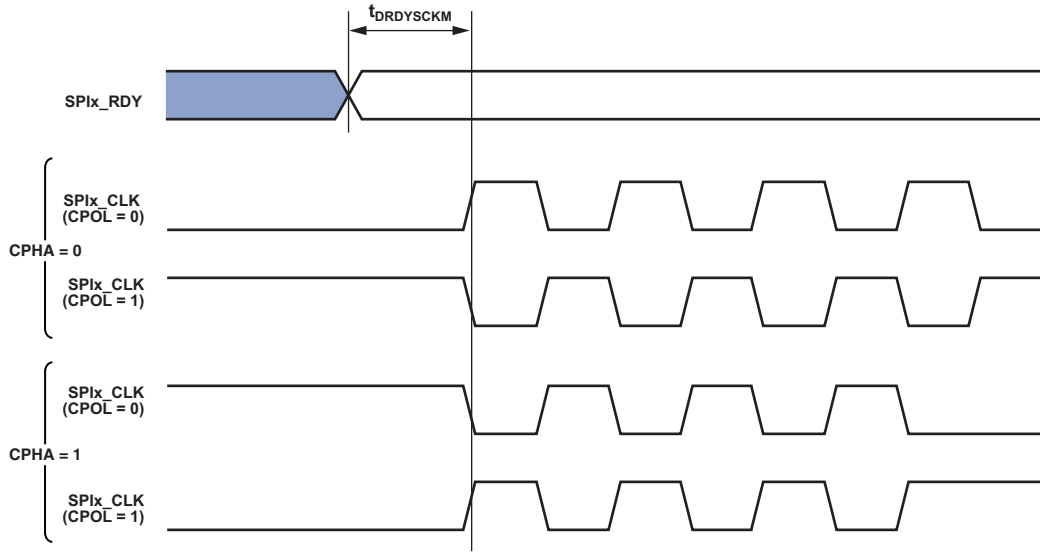 tDRDYSCKM
SPIx_RDY
SPIx_CLK
(CPOL = 0)
CPHA = 0
SPIx_CLK
(CPOL = 1)
SPIx_CLK
(CPOL = 0)
CPHA = 1
SPIx_CLK
(CPOL = 1)